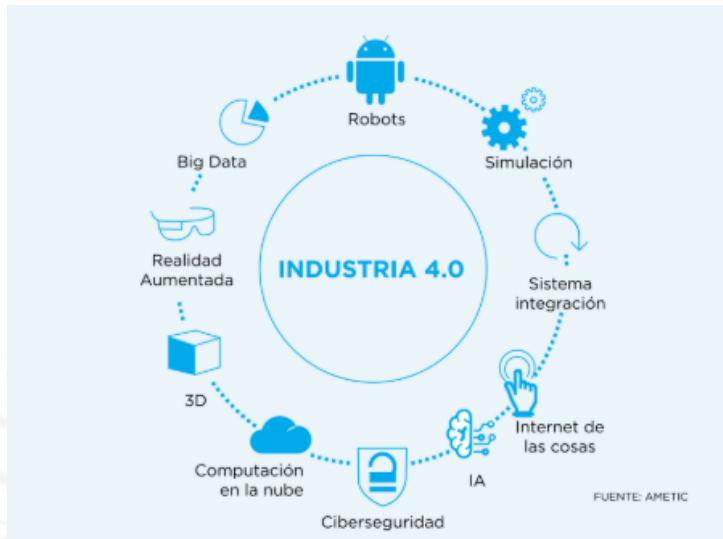 Robots
Simulación
Sistema
integración
Internet de
las cosas
IA
Ciberseguridad
Computación
en la nube
3D
Realidad
Aumentada
Big Data
INDUSTRIA 4.0
FUENTE: AMETIC